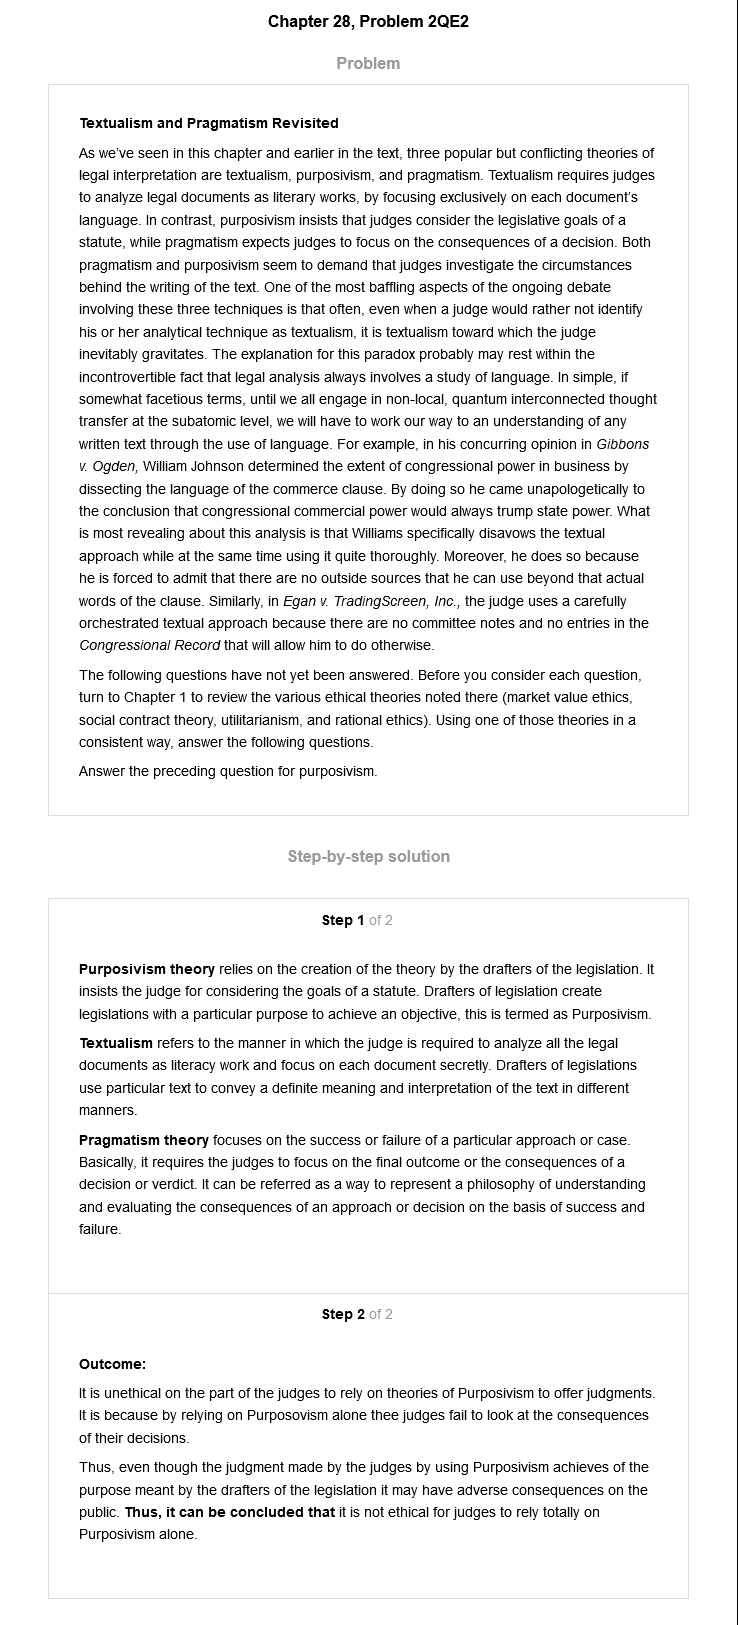 Chapter 28, Problem 2QE2
Problem
Textualism and Pragmatism Revisited
As we've seen in this chapter and earlier in the text, three popular but conflicting theories of
legal interpretation are textualism, purposivism, and pragmatism. Textualism requires judges
to analyze legal documents as literary works, by focusing exclusively on each document's
language. In contrast, purposivism insists that judges consider the legislative goals of a
statute, while pragmatism expects judges to focus on the consequences of a decision. Both
pragmatism and purposivism seem to demand that judges investigate the circumstances
behind the writing of the text. One of the most baffling aspects of the ongoing debate
involving these three techniques is that often, even when a judge would rather not identify
his or her analytical technique as textualism, it is textualism toward which the judge
inevitably gravitates. The explanation for this paradox probably may rest within the
incontrovertible fact that legal analysis always involves a study of language. In simple, if
somewhat facetious terms, until we all engage in non-local, quantum interconnected thought
transfer at the subatomic level, we will have to work our way to an understanding of any
written text through the use of language. For example, in his concurring opinion in Gibbons
v. Ogden, William Johnson determined the extent of congressional power in business by
dissecting the language of the commerce clause. By doing so he came unapologetically to
the conclusion that congressional commercial power would always trump state power. What
is most revealing about this analysis is that Williams specifically disavows the textual
approach while at the same time using it quite thoroughly. Moreover, he does so because
he is forced to admit that there are no outside sources that he can use beyond that actual
words of the clause. Similarly, in Egan v. TradingScreen, Inc., the judge uses a carefully
orchestrated textual approach because there are no committee notes and no entries in the
Congressional Record that will allow him to do otherwise.
The following questions have not yet been answered. Before you consider each question,
turn to Chapter 1 to review the various ethical theories noted there (market value ethics,
social contract theory, utilitarianism, and rational ethics). Using one of those theories in a
consistent way, answer the following questions.
Answer the preceding question for purposivism.
Step-by-step solution
Step 1 of 2
Purposivism theory relies on the creation of the theory by the drafters of the legislation. It
insists the judge for considering the goals of a statute. Drafters of legislation create
legislations with a particular purpose to achieve an objective, this is termed as Purposivism.
Textualism refers to the manner in which the judge is required to analyze all the legal
documents as literacy work and focus on each document secretly. Drafters of legislations
use particular text to convey a definite meaning and interpretation of the text in different
manners.
Pragmatism theory focuses on the success or failure of a particular approach or case.
Basically, it requires the judges to focus on the final outcome or the consequences of a
decision or verdict. It can be referred as a way to represent a philosophy of understanding
and evaluating the consequences of an approach or decision on the basis of success and
failure.
Step 2 of 2
Outcome:
It is unethical on the part of the judges to rely on theories of Purposivism to offer judgments.
It is because by relying on Purposovism alone thee judges fail to look at the consequences
of their decisions.
Thus, even though the judgment made by the judges by using Purposivism achieves of the
purpose meant by the drafters of the legislation it may have adverse consequences on the
public. Thus, it can be concluded that it is not ethical for judges to rely totally on
Purposivism alone.